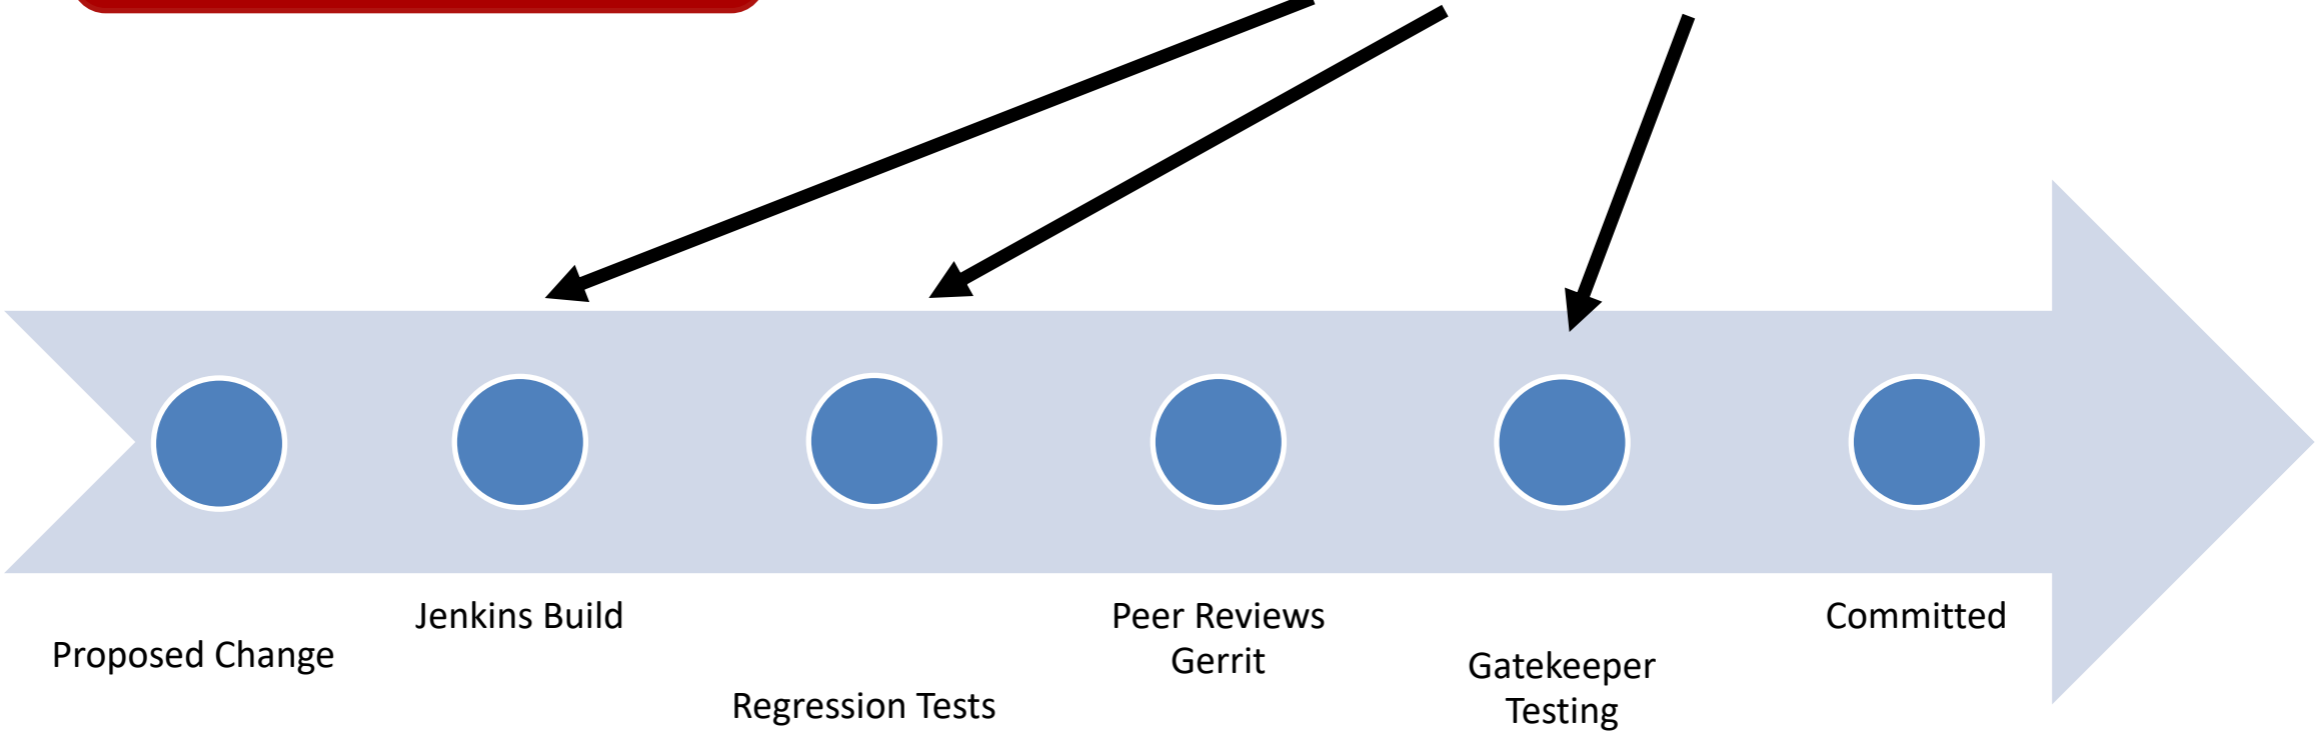 Proposed Change
Jenkins Build
Regression Tests
Peer Reviews
Gerrit
Gatekeeper
Testing
Committed